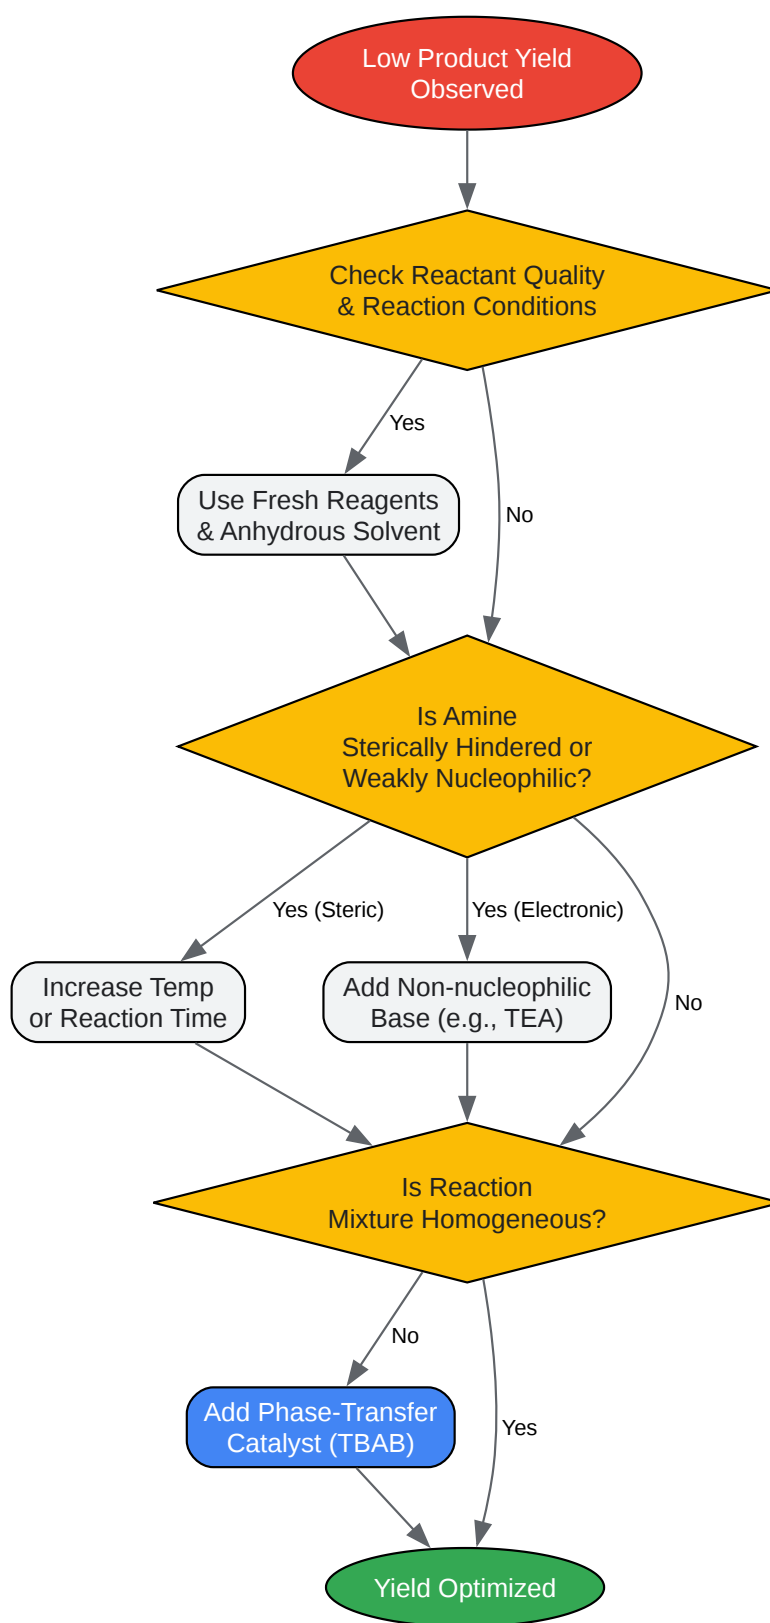 Low Product Yield
Observed
Check Reactant Quality
& Reaction Conditions
Yes
Use Fresh Reagents
& Anhydrous Solvent
No
Is Amine
Sterically Hindered or
Weakly Nucleophilic?
Yes (Steric)
Yes (Electronic)
Increase Temp
or Reaction Time
Add Non-nucleophilic
Base (e.g., TEA)
No
Is Reaction
Mixture Homogeneous?
No
Add Phase-Transfer
Catalyst (TBAB)
Yes
Yield Optimized